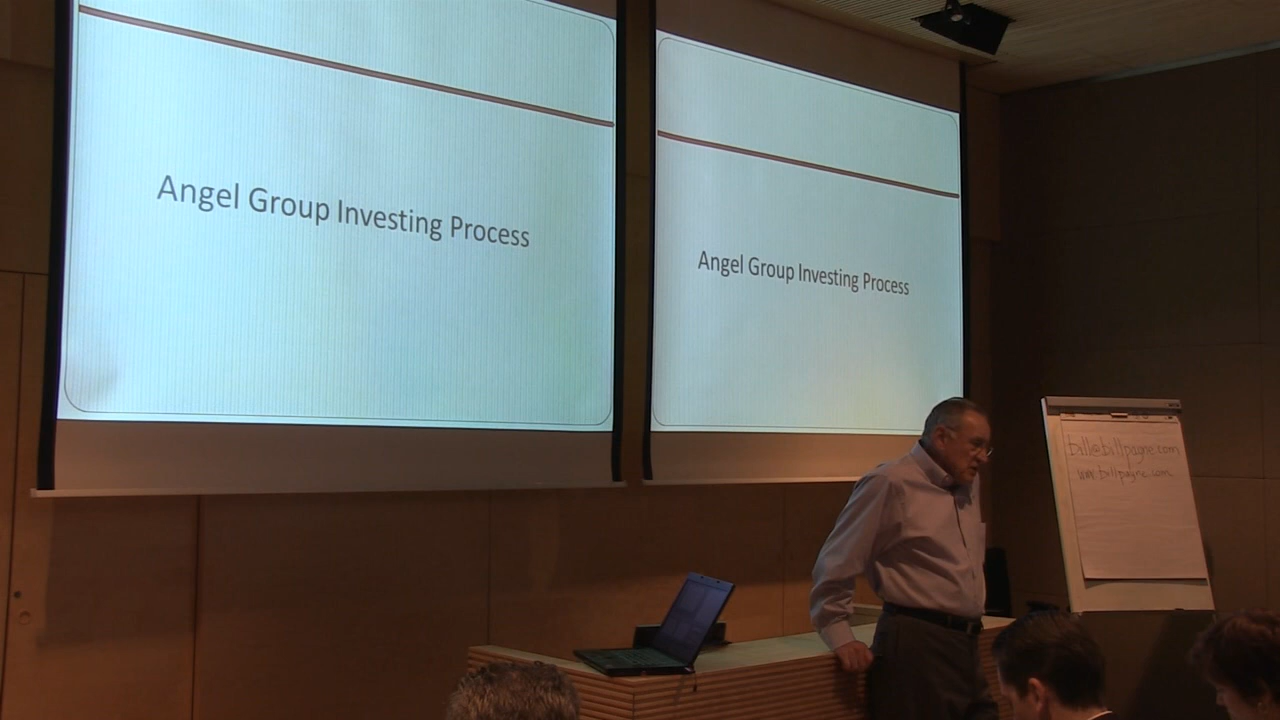 Angel Group Investing Process
Angel Group Investing Process
bill@billpayne.com
www.billpayne.com